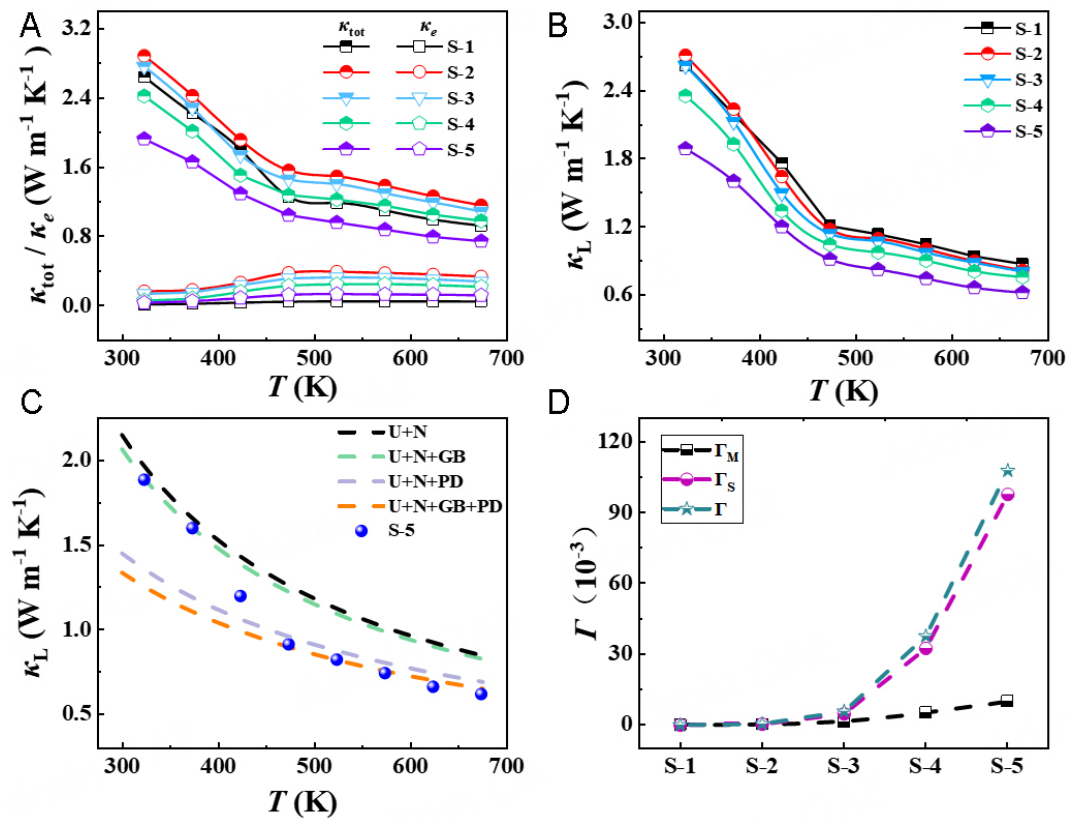 A
κtot / κe (W m-1 K-1)
3.2
2.4
1.6
0.8
0.0
κtot κe
S-1
S-2
S-3
S-4
S-5
300 400 500 600 700
T (K)
B
κL (W m-1 K-1)
3.0
2.4
1.8
1.2
0.6
S-1
S-2
S-3
S-4
S-5
300 400 500 600 700
T (K)
C
κL (W m-1 K-1)
2.0
1.5
1.0
0.5
U+N
U+N+GB
U+N+PD
U+N+GB+PD
S-5
300 400 500 600 700
T (K)
D
Γ (10-3)
120
90
60
30
0
ΓM
ΓS
Γ
S-1 S-2 S-3 S-4 S-5